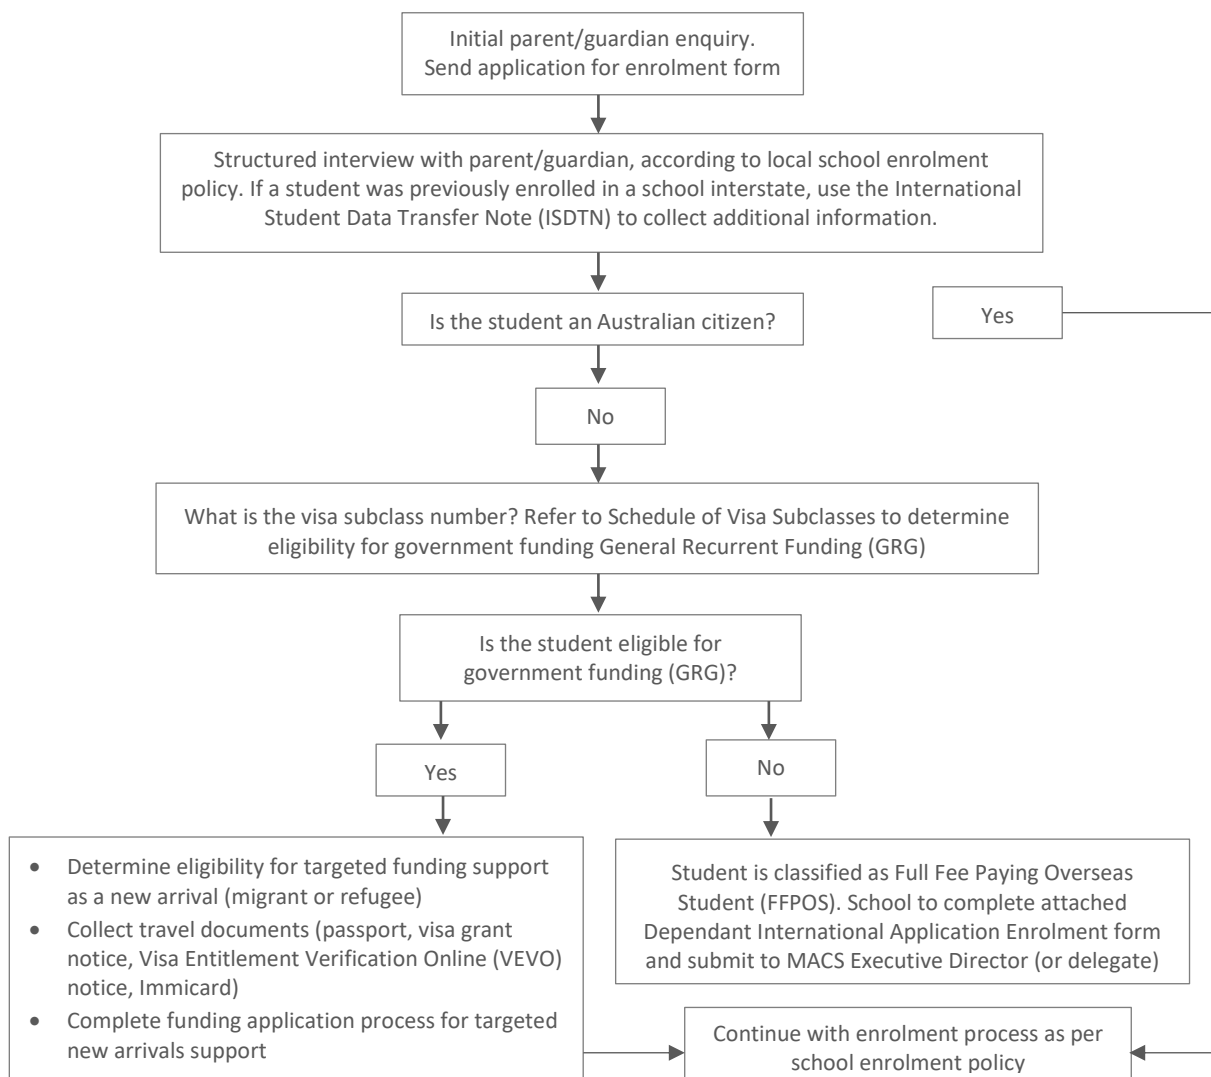 Initial parent/guardian enquiry.
Send application for enrolment form
Structured interview with parent/guardian, according to local school enrolment
policy. If a student was previously enrolled in a school interstate, use the International
Student Data Transfer Note (ISDTN) to collect additional information.
Is the student an Australian citizen?
Yes
No
What is the visa subclass number? Refer to Schedule of Visa Subclasses to determine
eligibility for government funding General Recurrent Funding (GRG)
Is the student eligible for
government funding (GRG)?
Yes
No
• Determine eligibility for targeted funding support
as a new arrival (migrant or refugee)
• Collect travel documents (passport, visa grant
notice, Visa Entitlement Verification Online (VEVO)
notice, Immicard)
• Complete funding application process for targeted
new arrivals support
Student is classified as Full Fee Paying Overseas
Student (FFPOS). School to complete attached
Dependant International Application Enrolment form
and submit to MACS Executive Director (or delegate)
Continue with enrolment process as per
school enrolment policy